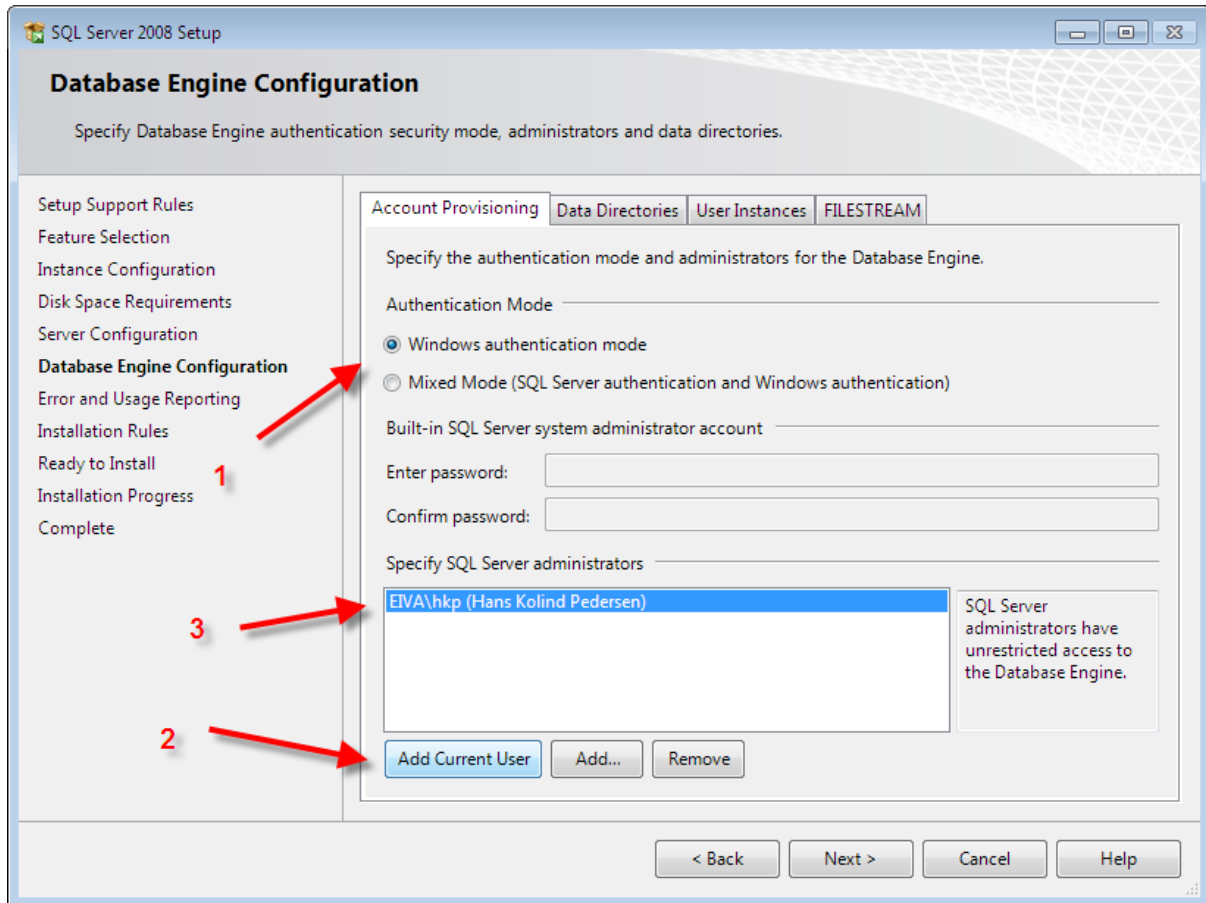 SQL Server 2008 Setup
Database Engine Configuration
Specify Database Engine authentication security mode, administrators and data directories.
Setup Support Rules
Feature Selection
Instance Configuration
Disk Space Requirements
Server Configuration
Database Engine Configuration
Error and Usage Reporting
Installation Rules
Ready to Install
Installation Progress
Complete
1
3
2
Account Provisioning Data Directories User Instances FILESTREAM
Specify the authentication mode and administrators for the Database Engine.
Authentication Mode
Windows authentication mode
Mixed Mode (SQL Server authentication and Windows authentication)
Built-in SQL Server system administrator account
Enter password:
Confirm password:
Specify SQL Server administrators
EIVA\hkp (Hans Kolind Pedersen)
SQL Server
administrators have
unrestricted access to
the Database Engine.
Add Current User Add... Remove
< Back Next > Cancel Help